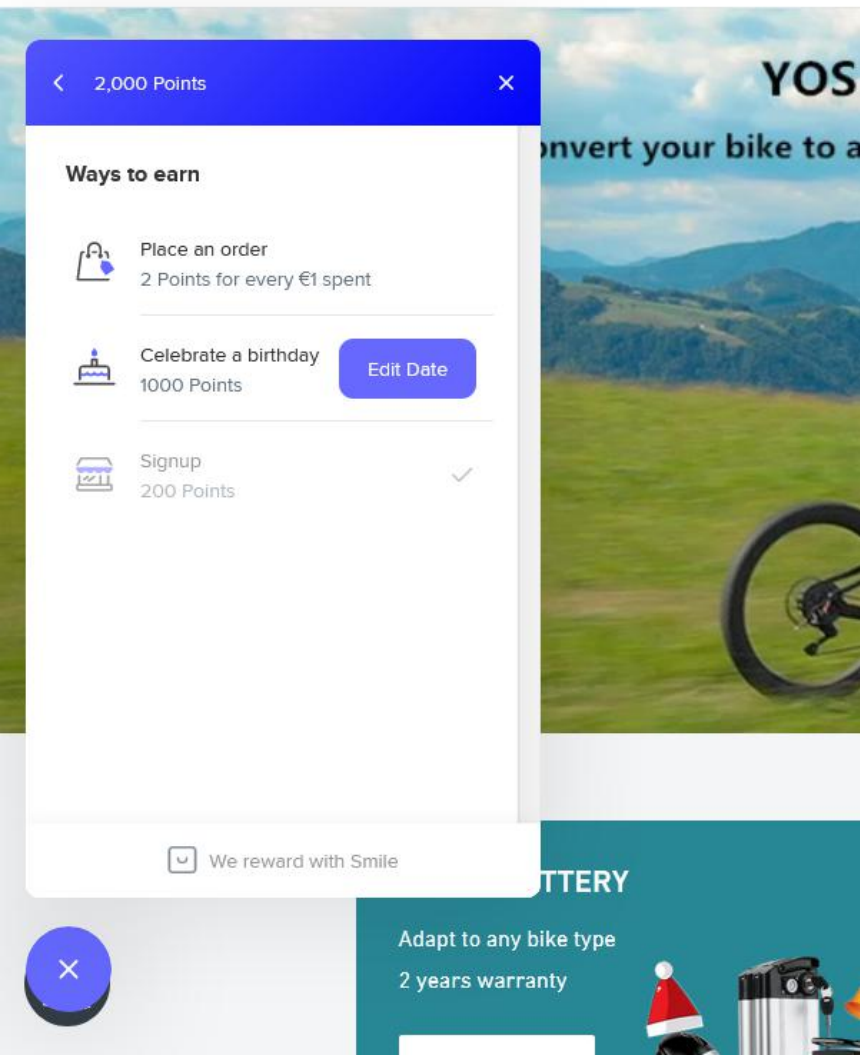 2,000 Points
YOS
onvert your bike to a
Ways to earn
Place an order
2 Points for every €1 spent
Celebrate a birthday
1000 Points
Edit Date
Signup
200 Points
We reward with Smile
TTERY
Adapt to any bike type
2 years warranty